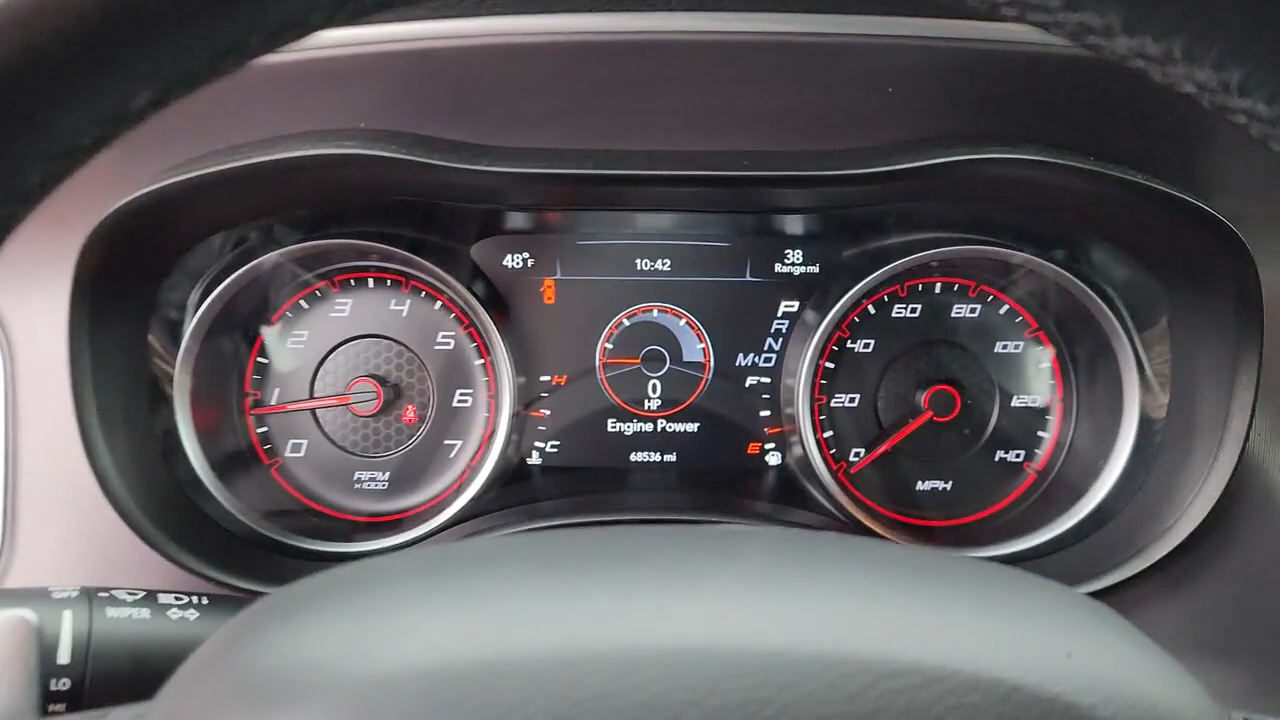 48°F
10:42
38
Range mi
0
1
2
3
4
5
6
7
RPM
x1000
H
C
0
HP
Engine Power
68536 mi
P
R
N
M D
F
E
0
20
40
60
80
100
120
140
MPH
OFF
WIPER
LO